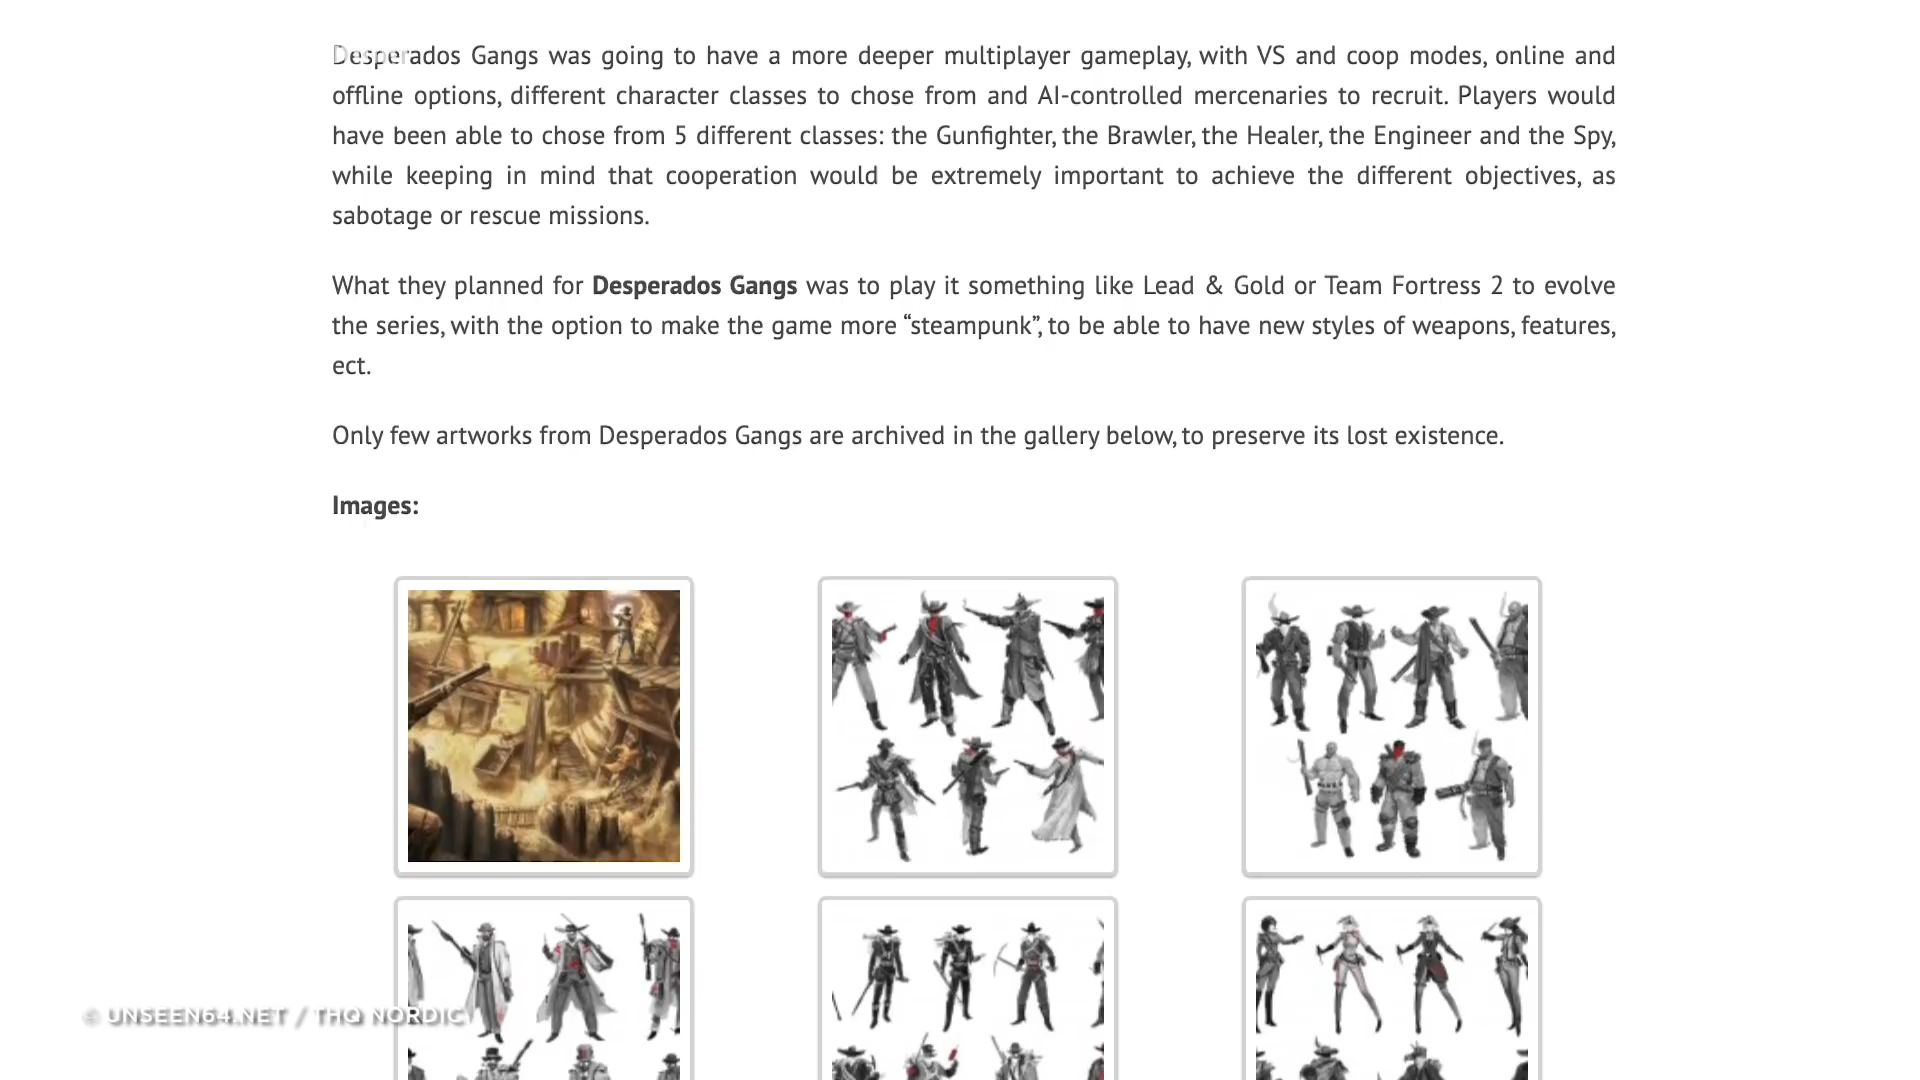 Desperados Gangs was going to have a more deeper multiplayer gameplay, with VS and coop modes, online and
offline options, different character classes to chose from and AI-controlled mercenaries to recruit. Players would
have been able to chose from 5 different classes: the Gunfighter, the Brawler, the Healer, the Engineer and the Spy,
while keeping in mind that cooperation would be extremely important to achieve the different objectives, as
sabotage or rescue missions.
What they planned for Desperados Gangs was to play it something like Lead & Gold or Team Fortress 2 to evolve
the series, with the option to make the game more “steampunk”, to be able to have new styles of weapons, features,
ect.
Only few artworks from Desperados Gangs are archived in the gallery below, to preserve its lost existence.
Images:
© UNSEEN64.NET / THQ NORDIC